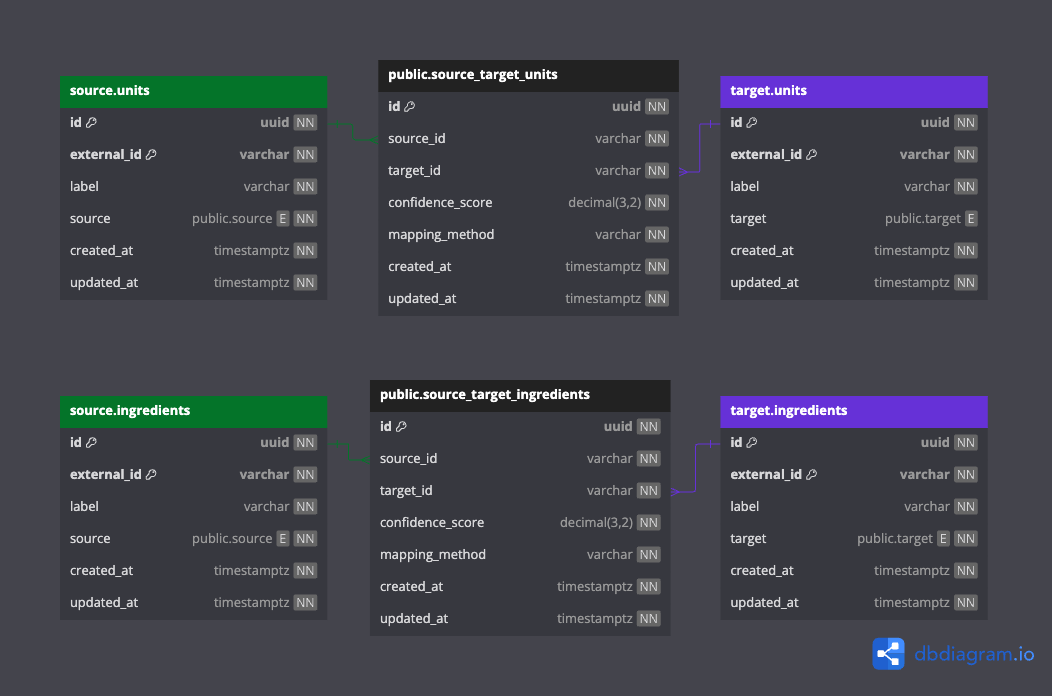 source.units
id uuid NN
external_id varchar NN
label varchar NN
source public.source E NN
created_at timestamptz NN
updated_at timestamptz NN
public.source_target_units
id uuid NN
source_id varchar NN
target_id varchar NN
confidence_score decimal(3,2) NN
mapping_method varchar NN
created_at timestamptz NN
updated_at timestamptz NN
target.units
id uuid NN
external_id varchar NN
label varchar NN
target public.target E
created_at timestamptz NN
updated_at timestamptz NN
source.ingredients
id uuid NN
external_id varchar NN
label varchar NN
source public.source E NN
created_at timestamptz NN
updated_at timestamptz NN
public.source_target_ingredients
id uuid NN
source_id varchar NN
target_id varchar NN
confidence_score decimal(3,2) NN
mapping_method varchar NN
created_at timestamptz NN
updated_at timestamptz NN
target.ingredients
id uuid NN
external_id varchar NN
label varchar NN
target public.target E NN
created_at timestamptz NN
updated_at timestamptz NN
dbdiagram.io